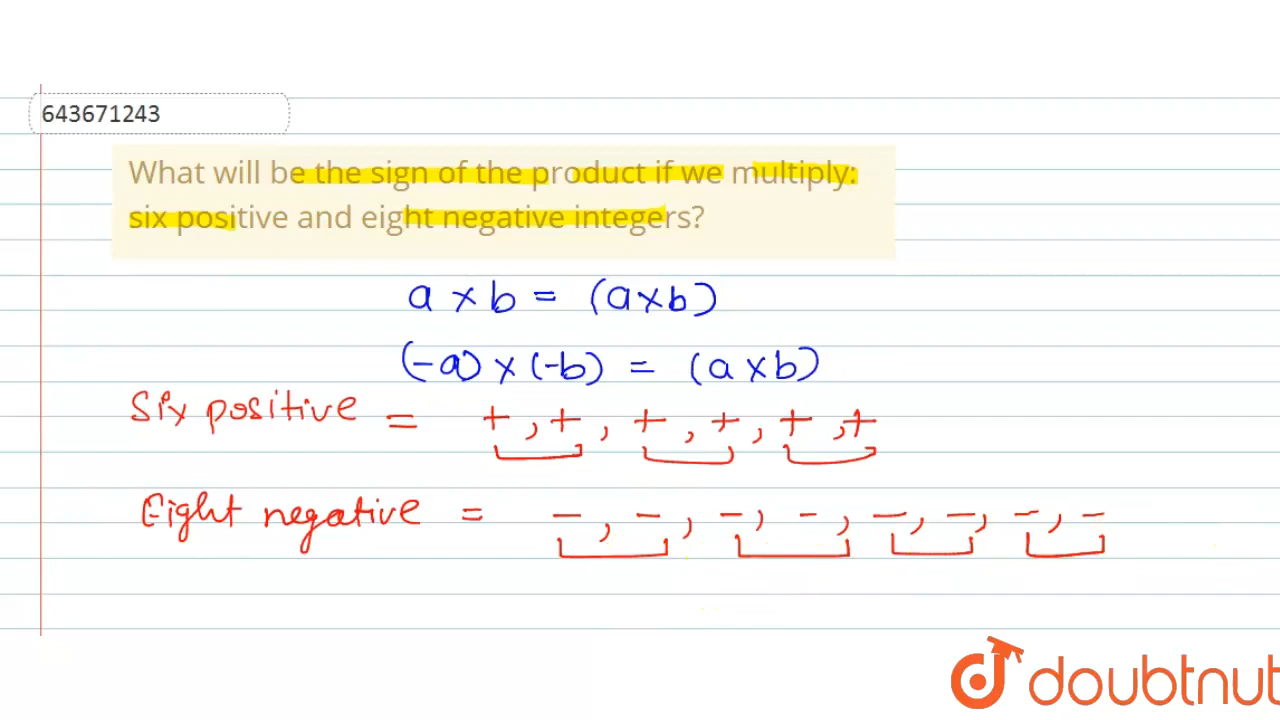 643671243
What will be the sign of the product if we multiply:
six positive and eight negative integers?
a × b = (a×b)
(-a) × (-b) = (a × b)
Six positive = +, +, +, +, +, +
Eight negative = -, -, -, -, -, -, -, -
doubtnut